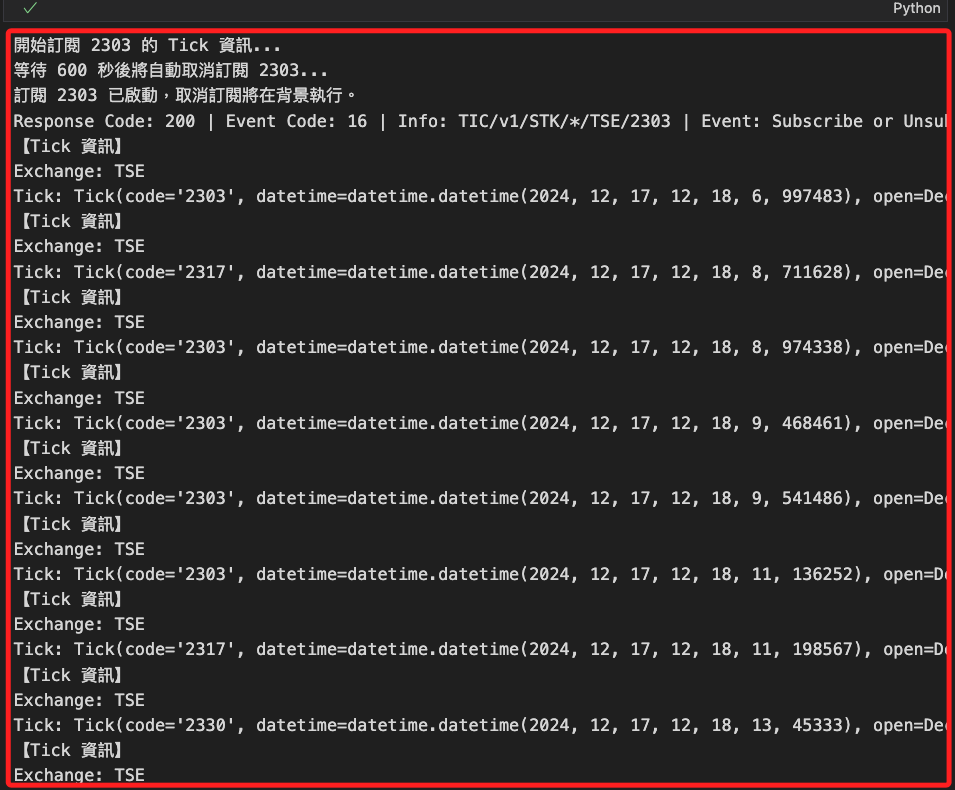 Python
開始訂閱 2303 的 Tick 資訊...
等待 600 秒後將自動取消訂閱 2303...
訂閱 2303 已啟動，取消訂閱將在背景執行。
Response Code: 200 | Event Code: 16 | Info: TIC/v1/STK/*/TSE/2303 | Event: Subscribe or Unsu
【Tick 資訊】
Exchange: TSE
Tick: Tick(code='2303', datetime=datetime.datetime(2024, 12, 17, 12, 18, 6, 997483), open=De
【Tick 資訊】
Exchange: TSE
Tick: Tick(code='2317', datetime=datetime.datetime(2024, 12, 17, 12, 18, 8, 711628), open=De
【Tick 資訊】
Exchange: TSE
Tick: Tick(code='2303', datetime=datetime.datetime(2024, 12, 17, 12, 18, 8, 974338), open=De
【Tick 資訊】
Exchange: TSE
Tick: Tick(code='2303', datetime=datetime.datetime(2024, 12, 17, 12, 18, 9, 468461), open=De
【Tick 資訊】
Exchange: TSE
Tick: Tick(code='2303', datetime=datetime.datetime(2024, 12, 17, 12, 18, 9, 541486), open=De
【Tick 資訊】
Exchange: TSE
Tick: Tick(code='2303', datetime=datetime.datetime(2024, 12, 17, 12, 18, 11, 136252), open=D
【Tick 資訊】
Exchange: TSE
Tick: Tick(code='2317', datetime=datetime.datetime(2024, 12, 17, 12, 18, 11, 198567), open=D
【Tick 資訊】
Exchange: TSE
Tick: Tick(code='2330', datetime=datetime.datetime(2024, 12, 17, 12, 18, 13, 45333), open=De
【Tick 資訊】
Exchange: TSE